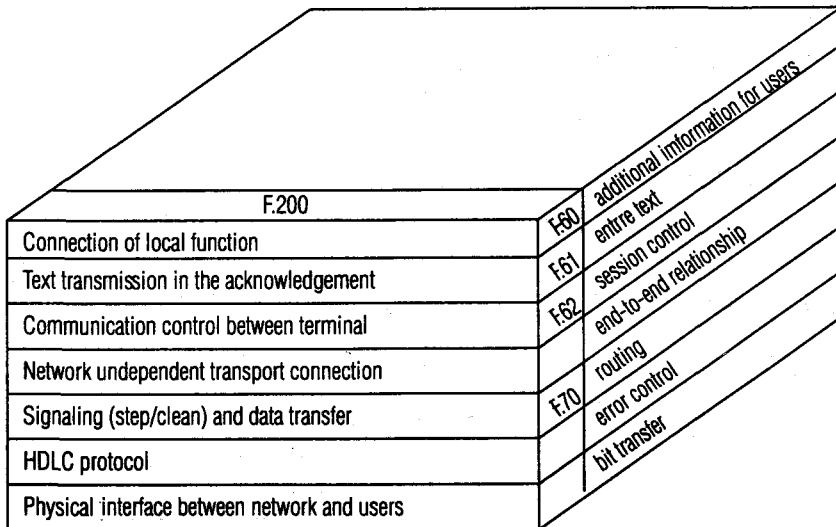 F.200
Connection of local function
Text transmission in the acknowledgement
Communication control between terminal
Network undependent transport connection
Signaling (step/clean) and data transfer
HDLC protocol
Physical interface between network and users
F.60
F.61
F.62
F.70
additional imformation for users
entrre text
session control
end-to-end relationship
routing
error control
bit transfer